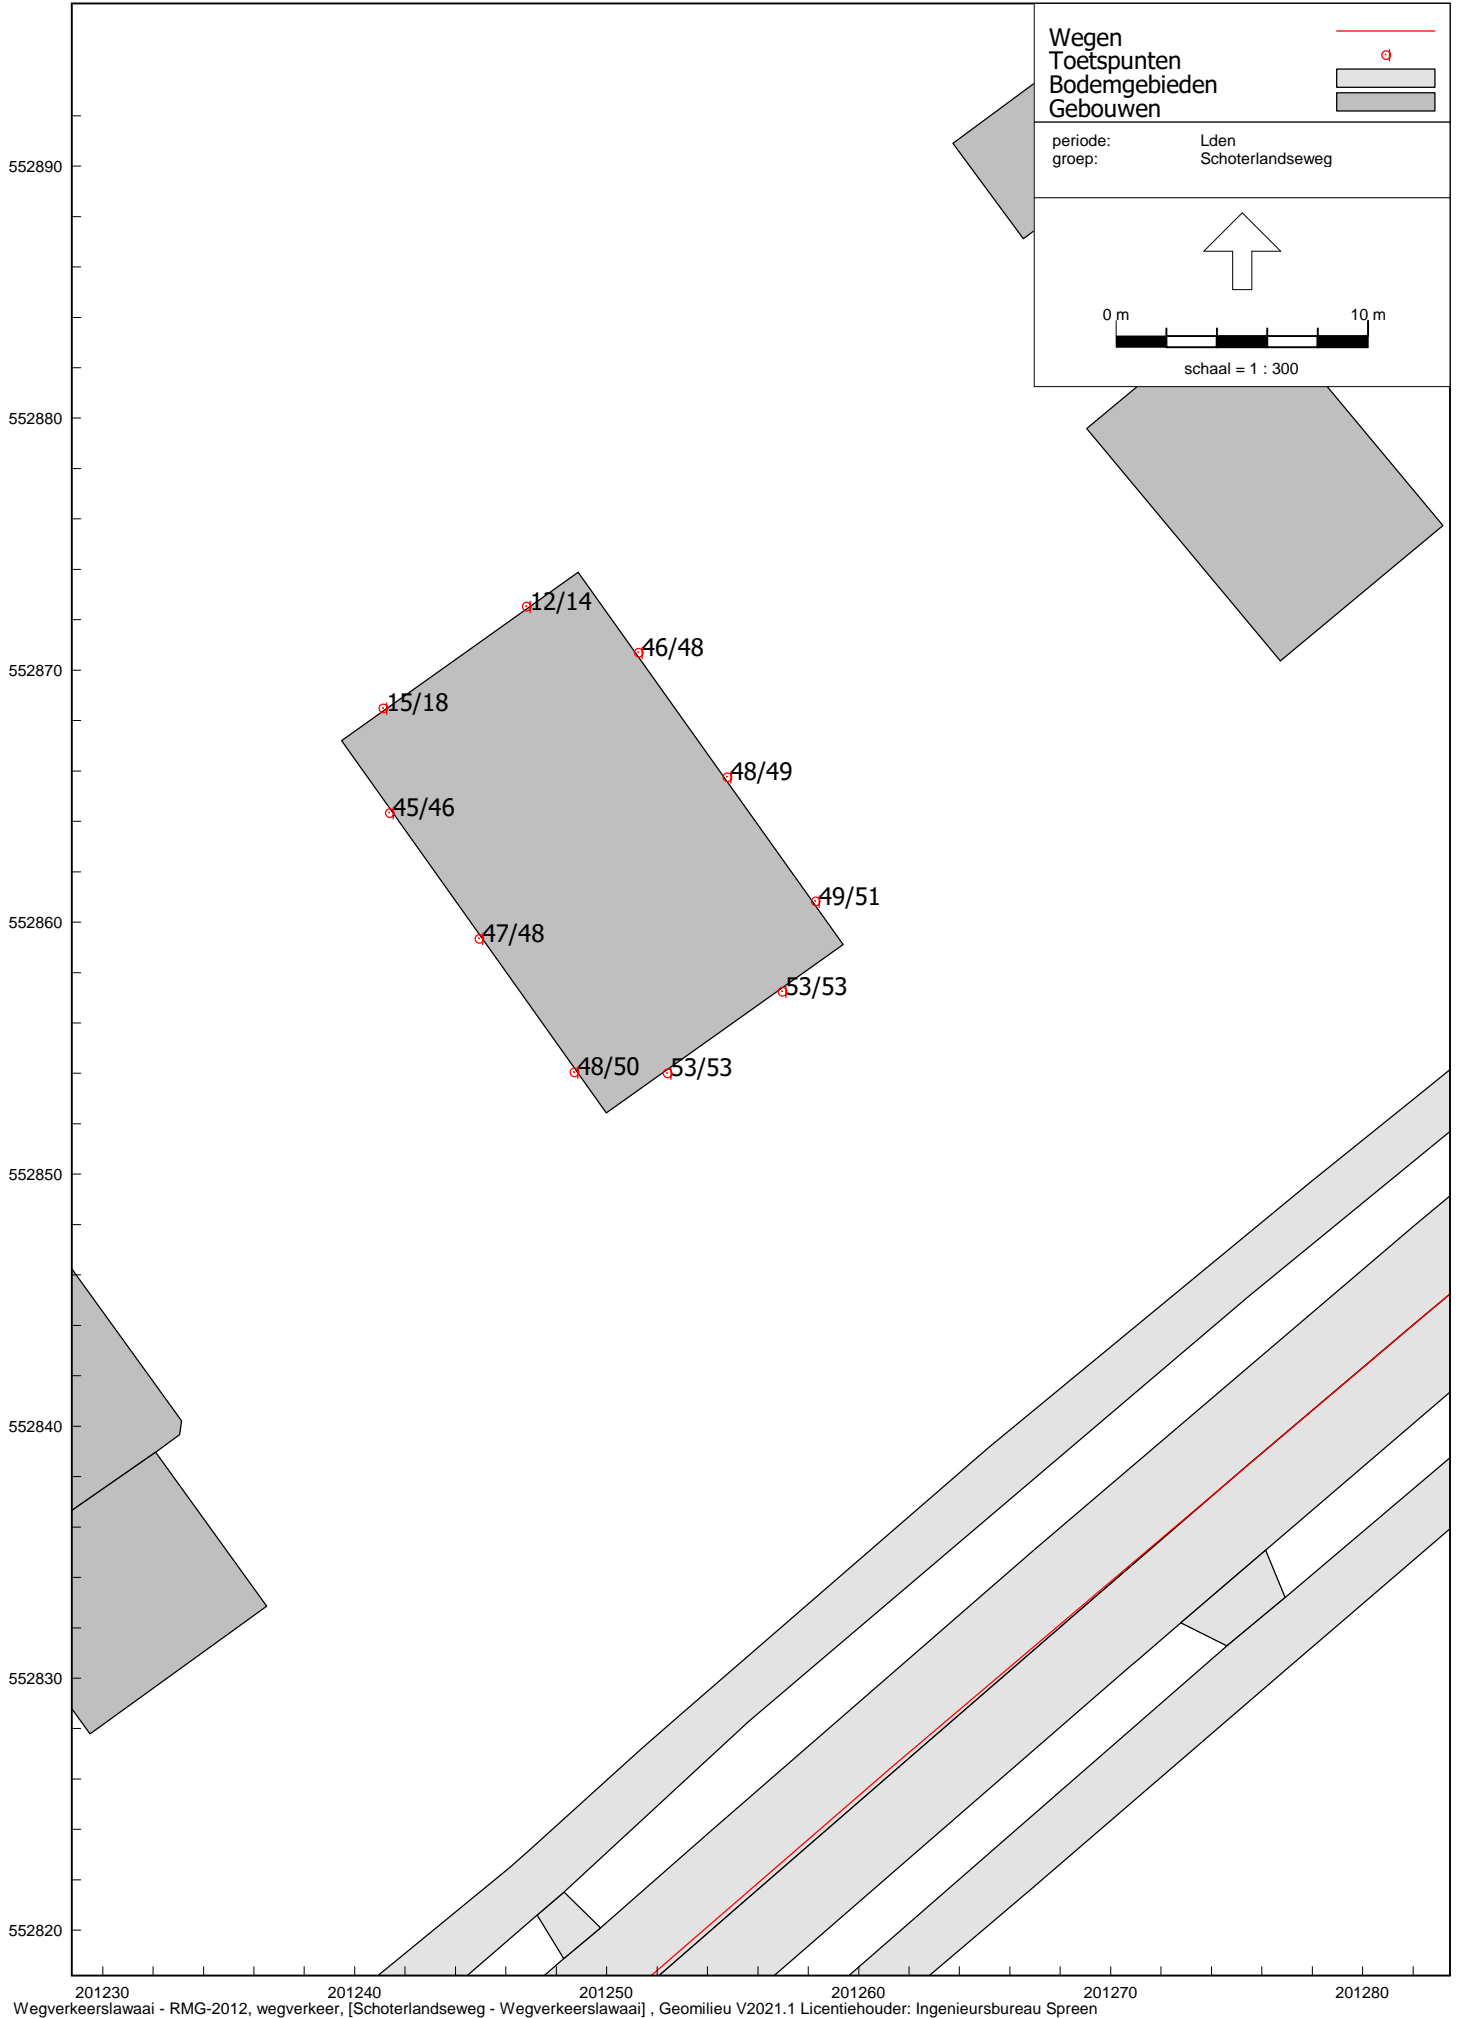 Wegen
Toetspunten
Bodemgebieden
Gebouwen
periode: Lden
groep: Schoterlandseweg
0 m 10 m
schaal = 1 : 300
552890
552880
552870
552860
552850
552840
552830
552820
12/14
46/48
15/18
48/49
45/46
49/51
47/48
53/53
48/50
53/53
201230 201240 201250 201260 201270 201280
Wegverkeerslawaai - RMG-2012, wegverkeer, [Schoterlandseweg - Wegverkeerslawaai] , Geomilieu V2021.1 Licentiehouder: Ingenieursbureau Spreen